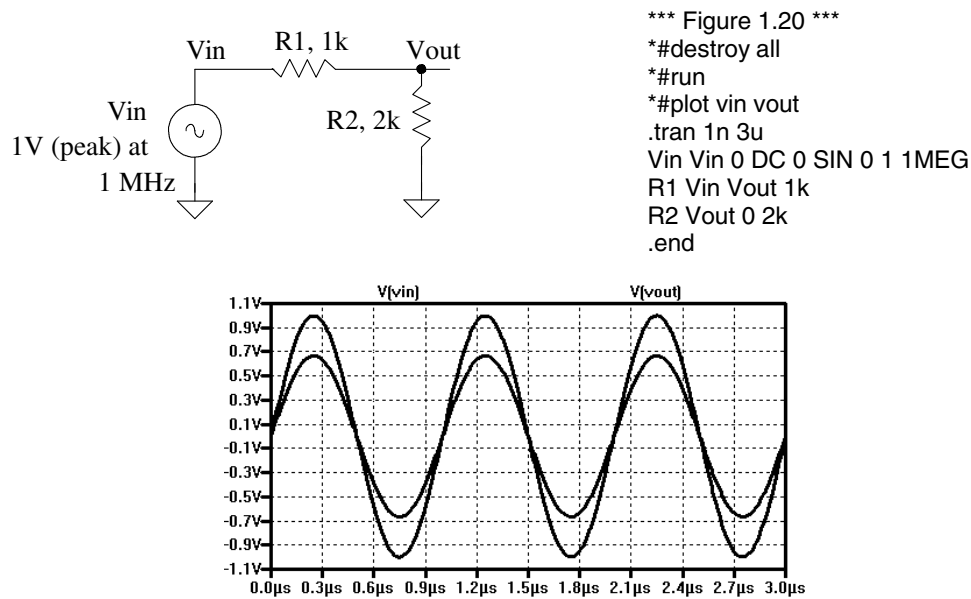 Vin
R1, 1k
Vout
Vin
1V (peak) at
1 MHz
R2, 2k
*** Figure 1.20 ***
*#destroy all
*#run
*#plot vin vout
.tran 1n 3u
Vin Vin 0 DC 0 SIN 0 1 1MEG
R1 Vin Vout 1k
R2 Vout 0 2k
.end
V(vin)
V(vout)
1.1V
0.9V
0.7V
0.5V
0.3V
0.1V
-0.1V
-0.3V
-0.5V
-0.7V
-0.9V
-1.1V
0.0µs 0.3µs 0.6µs 0.9µs 1.2µs 1.5µs 1.8µs 2.1µs 2.4µs 2.7µs 3.0µs